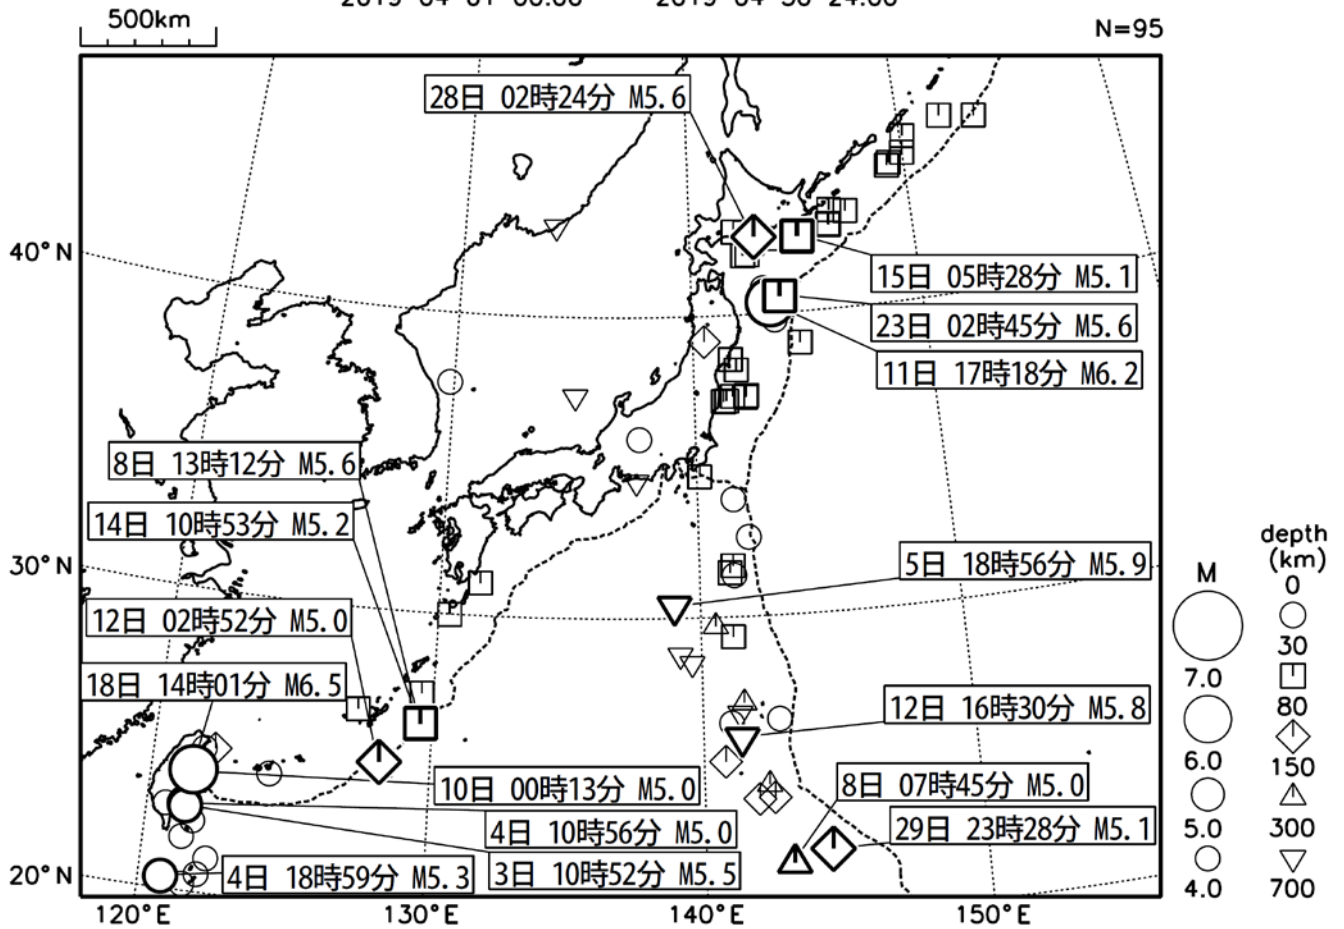 500km
N=95
28日 02時24分 M5.6
40°N
15日 05時28分 M5.1
23日 02時45分 M5.6
11日 17時18分 M6.2
8日 13時12分 M5.6
14日 10時53分 M5.2
30°N
5日 18時56分 M5.9
12日 02時52分 M5.0
18日 14時01分 M6.5
12日 16時30分 M5.8
10日 00時13分 M5.0
8日 07時45分 M5.0
4日 10時56分 M5.0
29日 23時28分 M5.1
3日 10時52分 M5.5
4日 18時59分 M5.3
20°N
120°E
130°E
140°E
150°E
M
7.0
6.0
5.0
4.0
depth
(km)
0
30
80
150
300
700